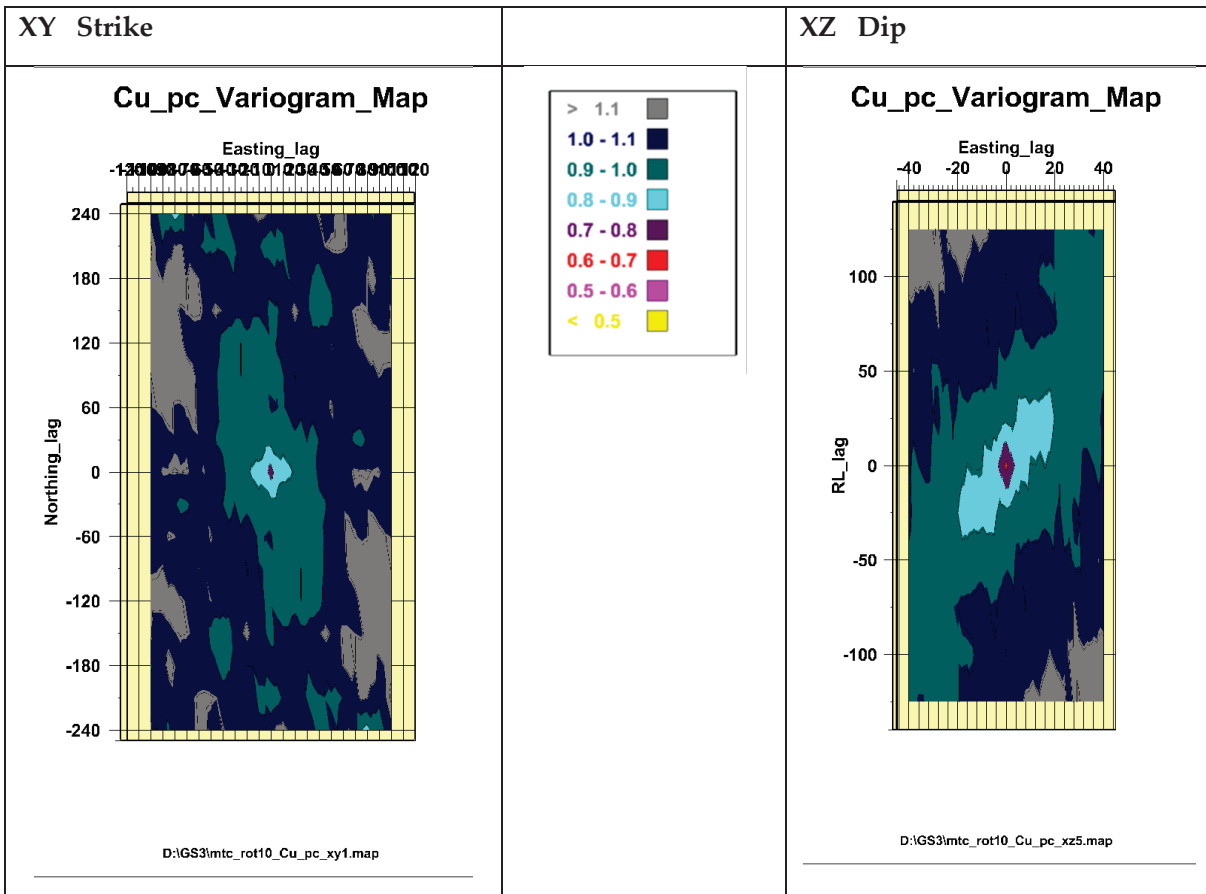 XY Strike
XZ Dip
Cu_pc_Variogram_Map
Easting_lag
240
180
120
60
0
-60
-120
-180
-240
Northing_lag
D:\GS3\mtc_rot10_Cu_pc_xy1.map
> 1.1
1.0 - 1.1
0.9 - 1.0
0.8 - 0.9
0.7 - 0.8
0.6 - 0.7
0.5 - 0.6
< 0.5
Cu_pc_Variogram_Map
Easting_lag
-40 -20 0 20 40
100
50
0
-50
-100
RL_lag
D:\GS3\mtc_rot10_Cu_pc_xz5.map